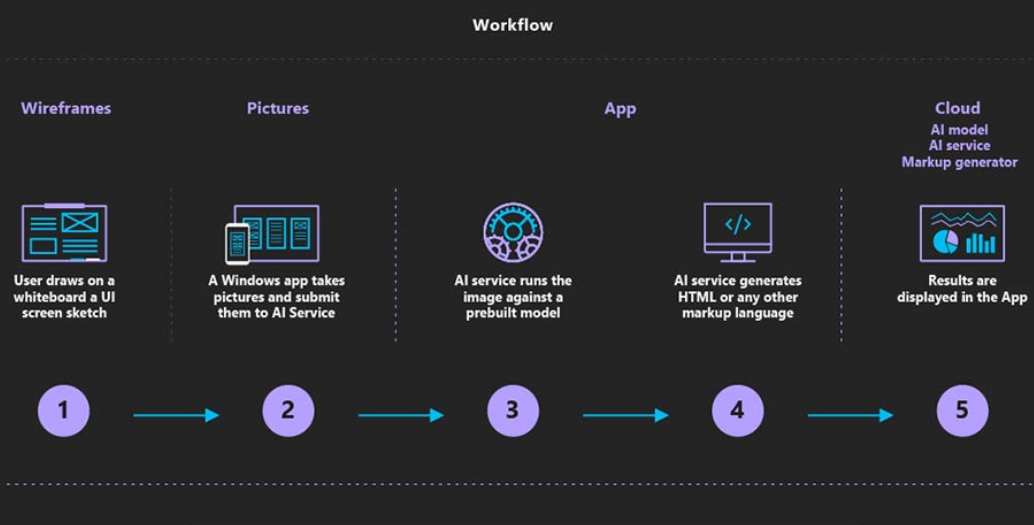 Workflow
Wireframes
Pictures
App
Cloud
AI model
AI service
Markup generator
</>
User draws on a
whiteboard a UI
screen sketch
A Windows app takes
pictures and submit
them to AI Service
AI service runs the
image against a
prebuilt model
AI service generates
HTML or any other
markup language
Results are
displayed in the App
1
2
3
4
5